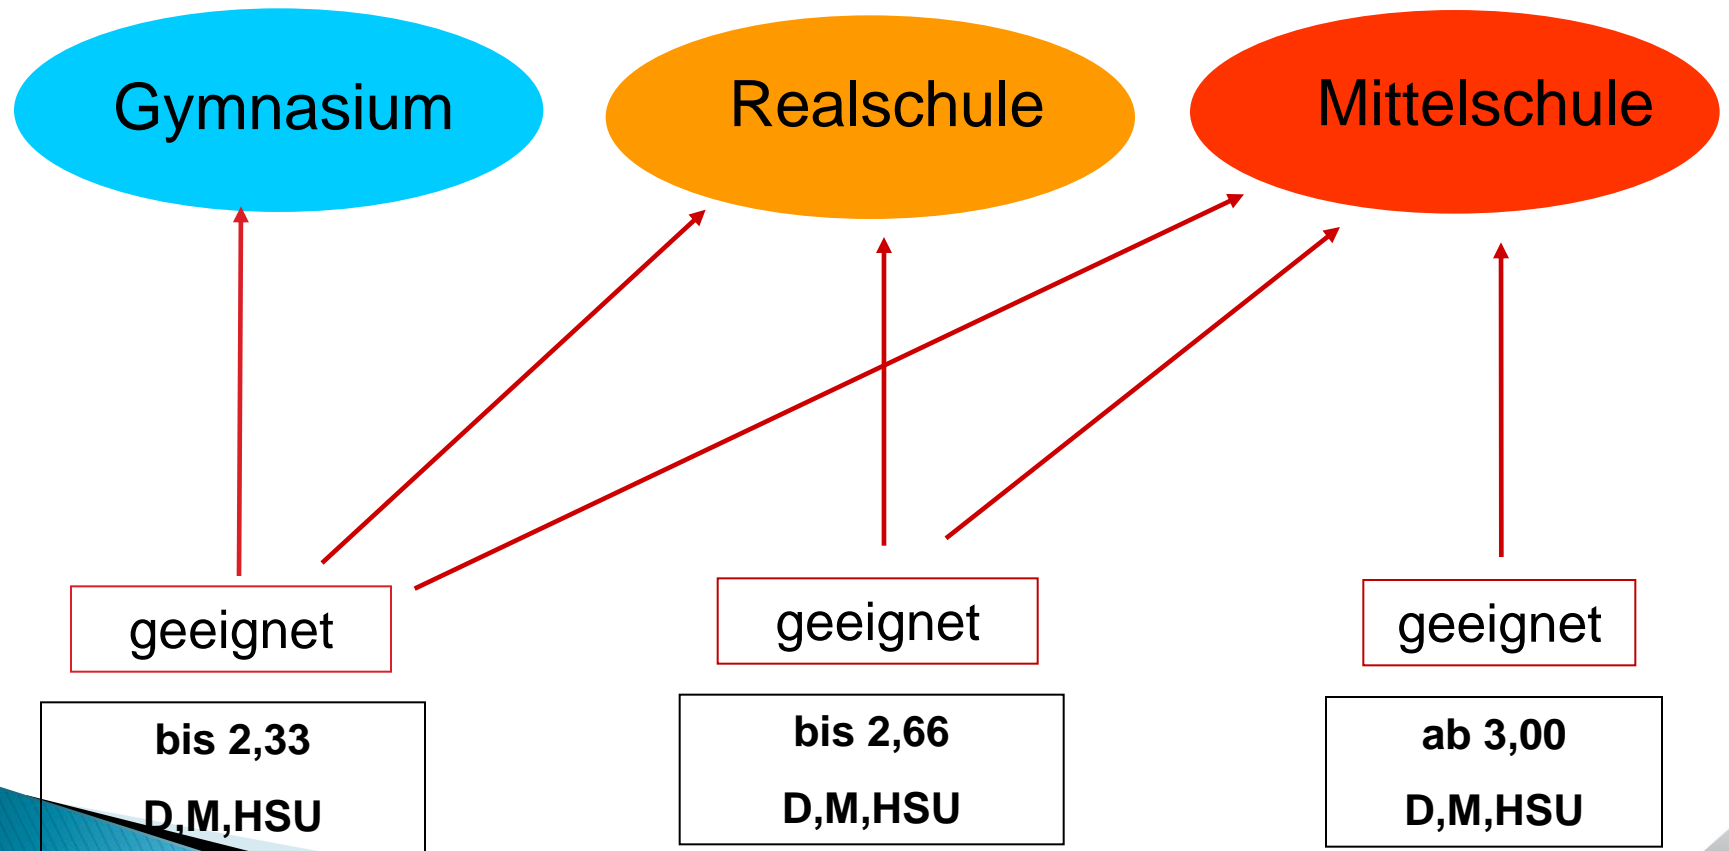 Gymnasium
Realschule
Mittelschule
geeignet
geeignet
geeignet
bis 2,33
D,M,HSU
bis 2,66
D,M,HSU
ab 3,00
D,M,HSU